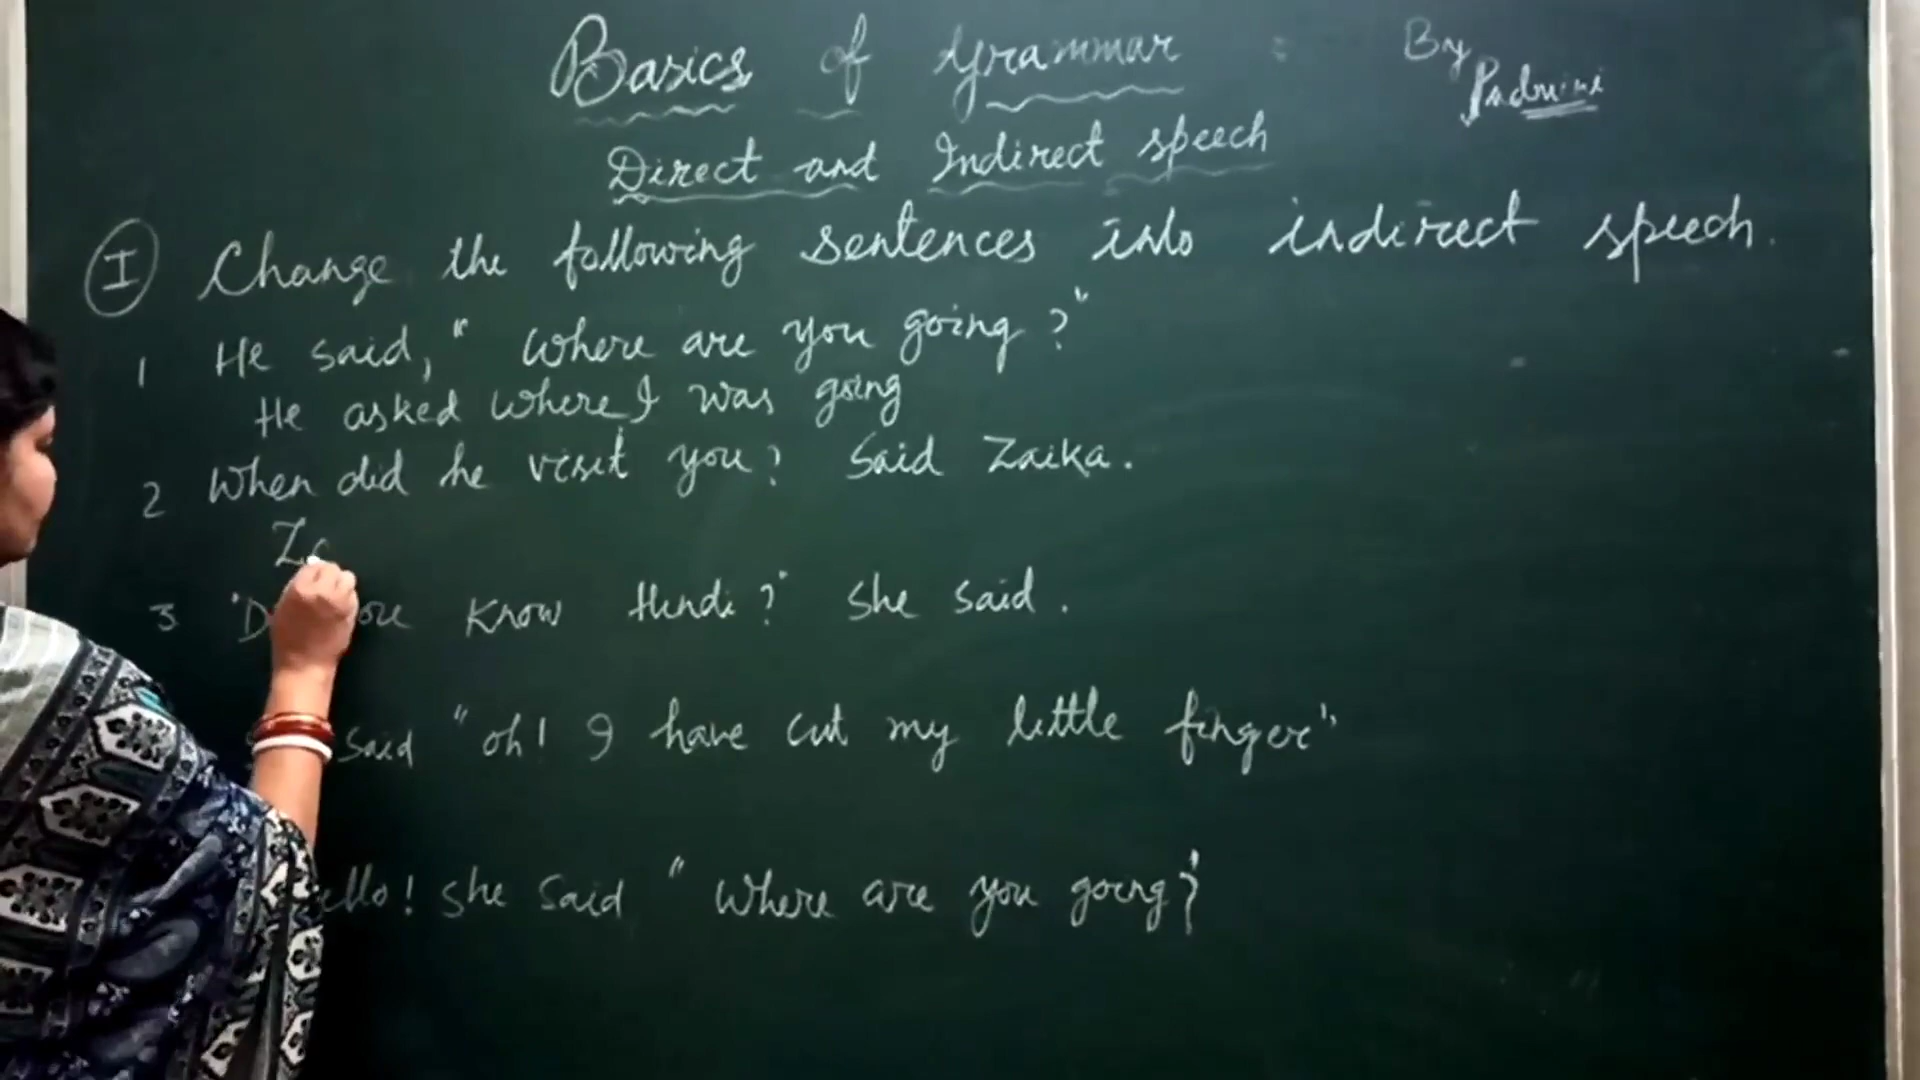 Basics of Grammar : By Padmini
Direct and Indirect speech
I Change the following sentences into indirect speech.
1 He said, " Where are you going ?"
He asked where I was going
2 When did he visit you? Said Zaika.
Za
3 know Hindi?" She said.
said "oh! I have cut my little finger"
ello! She said " Where are you going?